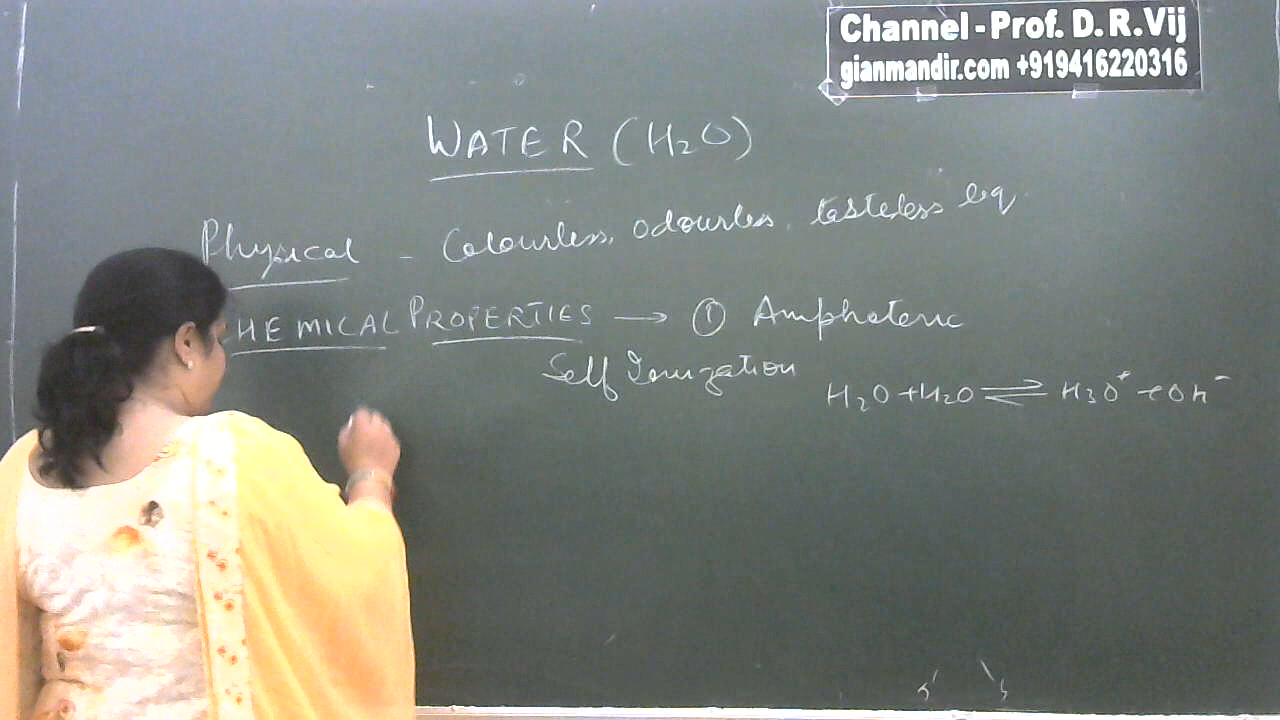 Channel - Prof. D. R. Vij
gianmandir.com +919416220316
WATER (H₂O)
Physical - Colourless, odourless, tasteless liq.
HEMICAL PROPERTIES → ① Amphoteric
Self Ionization H₂O + H₂O ⇌ H₃O⁺ + OH⁻